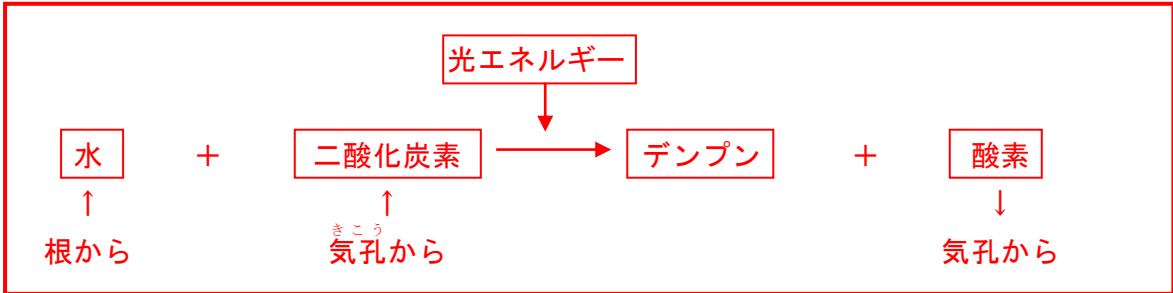 光エネルギー
水 + 二酸化炭素 → デンプン + 酸素
↑ ↑ ↓
きこう
根から 気孔から 気孔から